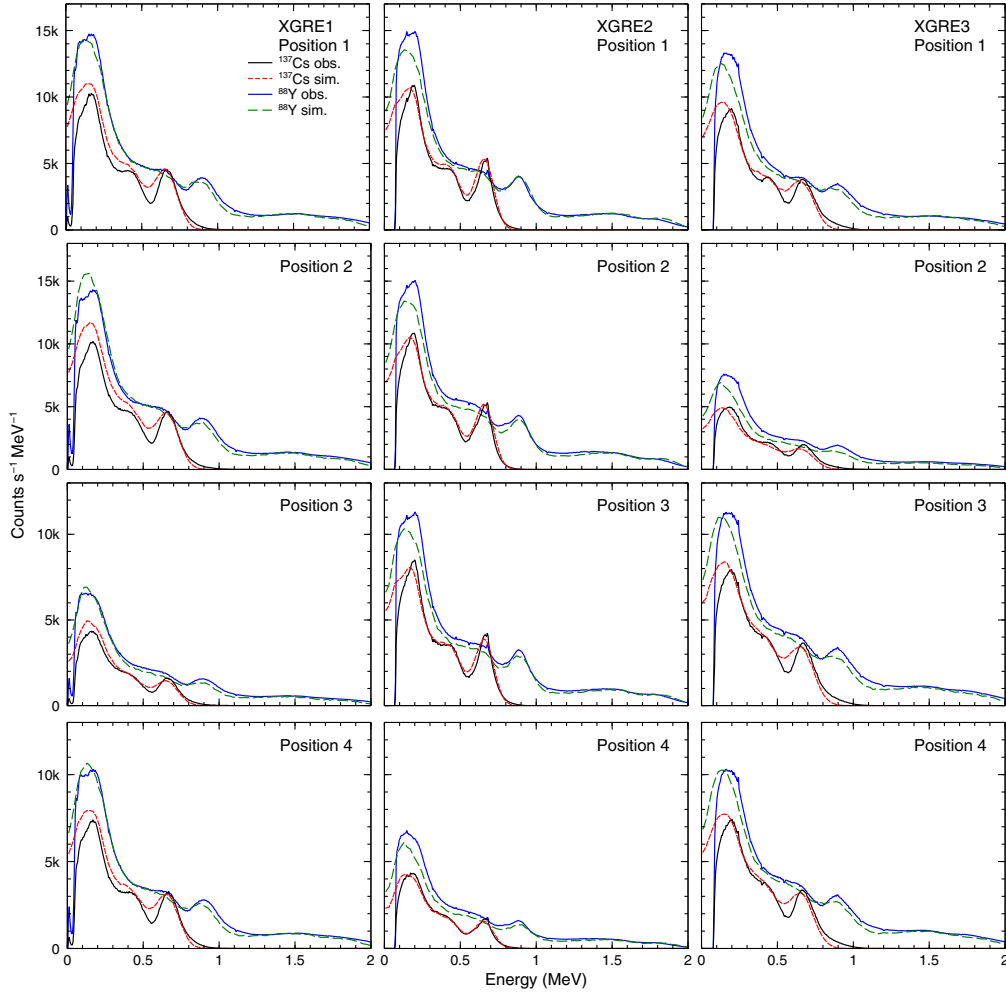 XGRE1
Position 1
¹³⁷Cs obs.
¹³⁷Cs sim.
⁸⁸Y obs.
⁸⁸Y sim.
XGRE2
Position 1
XGRE3
Position 1
15k
10k
5k
0
Position 2
Position 2
Position 2
15k
10k
5k
0
Counts s⁻¹ MeV⁻¹
Position 3
Position 3
Position 3
10k
5k
0
Position 4
Position 4
Position 4
10k
5k
0
0 0.5 1 1.5 2 0 0.5 1 1.5 2 0 0.5 1 1.5 2
Energy (MeV)